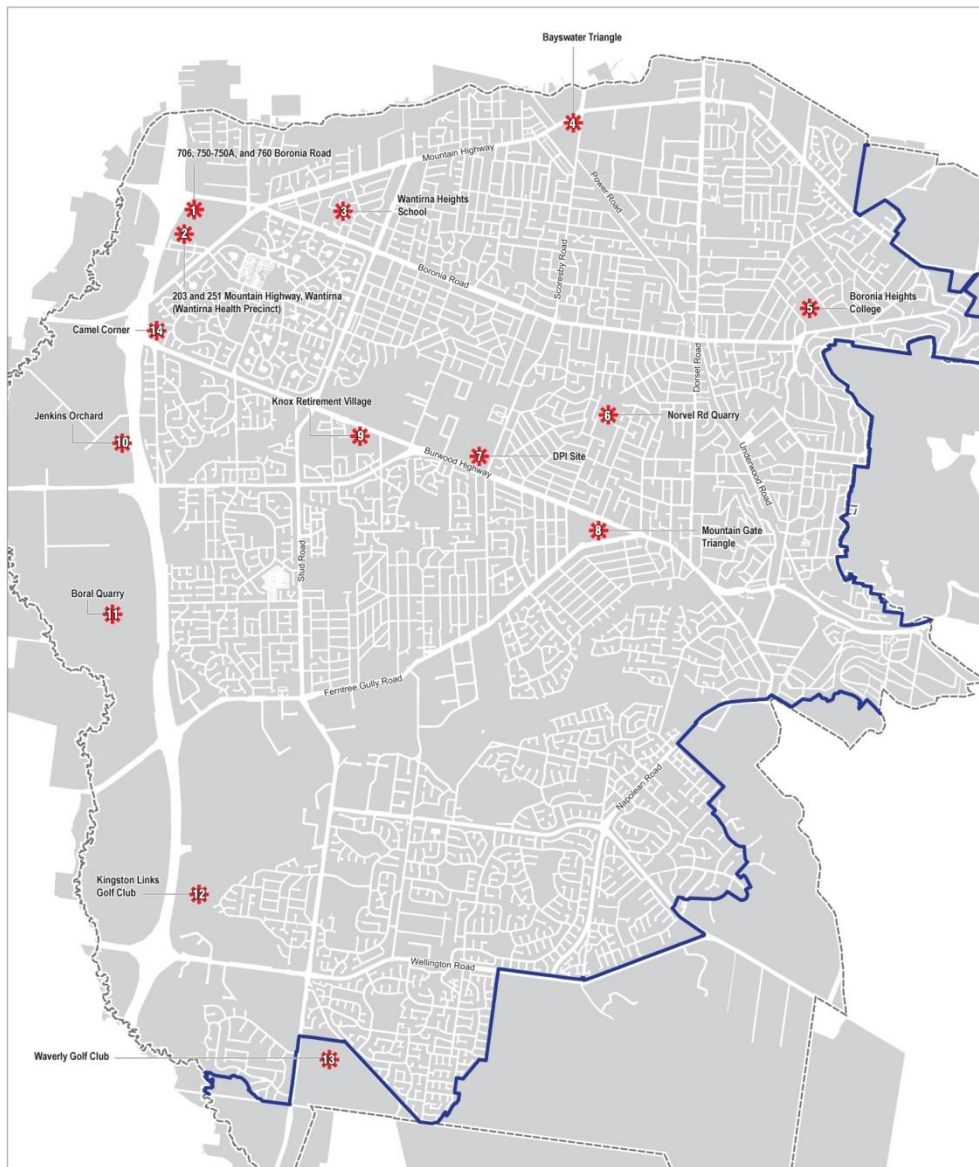 Bayswater Triangle
4
Mountain Highway
706, 750-750A, and 760 Boronia Road
Power Road
1
3
Wantirna Heights
School
2
Scoresby Road
Boronia Road
203 and 251 Mountain Highway, Wantirna
(Wantirna Health Precinct)
5
Boronia Heights
College
Camel Corner
14
Dorset Road
Knox Retirement Village
Jenkins Orchard
10
9
6
Norvel Rd Quarry
7
DPI Site
Burwood Highway
Underwood Road
8
Mountain Gate
Triangle
Stud Road
Boral Quarry
11
Ferntree Gully Road
Napolean Road
Kingston Links
Golf Club
12
Wellington Road
Waverly Golf Club
13